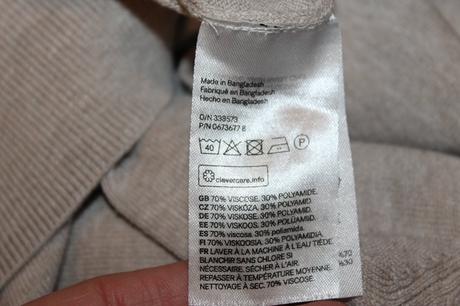 Made in Bangladesh
Fabriqué en Bangladesh
Hecho en Bangladesh
O/N 339573
P/N 0673677 8
40
P
clevercare.info
GB 70% VISCOSE. 30% POLYAMIDE.
CZ 70% VISKÓZA. 30% POLYAMID
DE 70% VISKOSE. 30% POLYAMID
EE 70% VISKOOS. 30% POLÜAMIID.
ES 70% viscosa. 30% poliamida.
FI 70% VISKOOSIA. 30% POLYAMIDIA.
FR LAVER À LA MACHINE À L'EAU TIÈDE.
BLANCHIR SANS CHLORE SI
NÉCESSAIRE. SÉCHER À L'AIR.
REPASSER À TEMPÉRATURE MOYENNE.
NETTOYAGE À SEC. 70% VISCOSE.